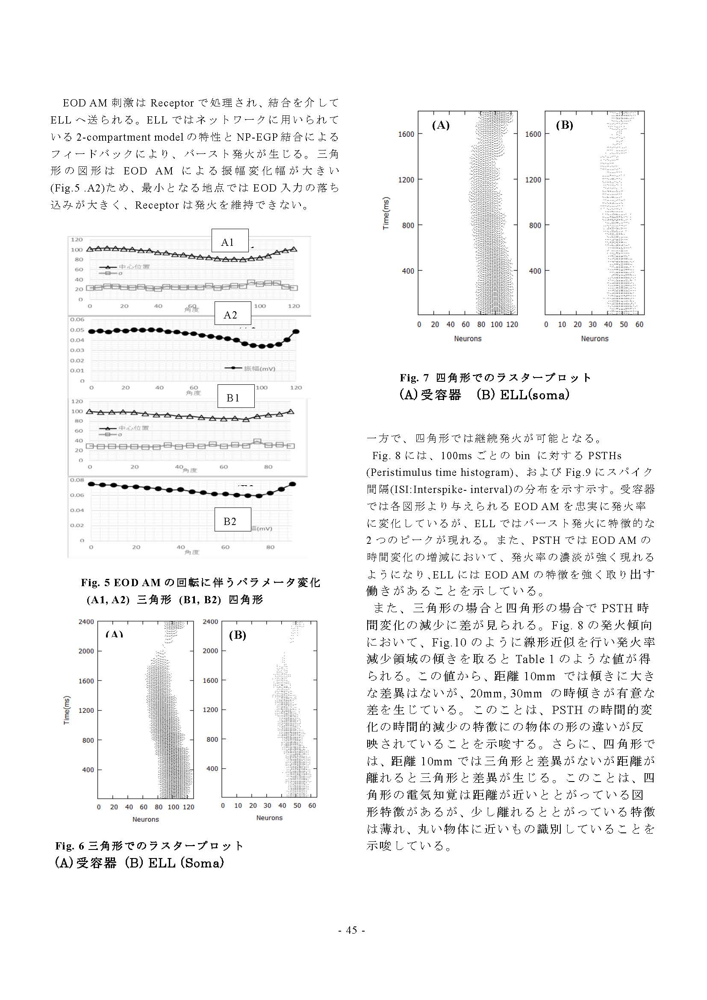 EOD AM 刺激は Receptor で処理され、結合を介して
ELL へ送られる。ELL ではネットワークに用いられて
いる 2-compartment model の特性と NP-EGP 結合による
フィードバックにより、バースト発火が生じる。三角
形の図形は EOD AM による振幅変化幅が大きい
(Fig.5 .A2)ため、最小となる地点では EOD 入力の落ち
込みが大きく、Receptor は発火を維持できない。
A1
120
100
80
60
40
20
0
中心位置
σ
0 20 40 60 100 120
角度
A2
0.06
0.05
0.04
0.03
0.02
0.01
0
振幅(mV)
0 20 40 60 100 120
角度
B1
120
100
80
60
40
20
0
中心位置
σ
0 20 40 60 80
角度
0.08
0.06
0.04
0.02
0
B2
(mV)
0 20 40 60 80
角度
Fig. 5 EOD AM の回転に伴うパラメータ変化
(A1, A2) 三角形 (B1, B2) 四角形
(A)
2400
2000
1600
1200
800
400
Time(ms)
0 20 40 60 80 100 120
Neurons
(B)
2400
2000
1600
1200
800
400
0 10 20 30 40 50 60
Neurons
Fig. 6 三角形でのラスタープロット
(A)受容器 (B) ELL (Soma)
(A)
1600
1200
800
400
Time(ms)
0 20 40 60 80 100 120
Neurons
(B)
1600
1200
800
400
0 10 20 30 40 50 60
Neurons
Fig. 7 四角形でのラスタープロット
(A)受容器 (B) ELL(soma)
一方で、四角形では継続発火が可能となる。
Fig. 8 には、100ms ごとの bin に対する PSTHs
(Peristimulus time histogram)、および Fig.9 にスパイク
間隔(ISI:Interspike- interval)の分布を示す示す。受容器
では各図形より与えられる EOD AM を忠実に発火率
に変化しているが、ELL ではバースト発火に特徴的な
2 つのピークが現れる。また、PSTH では EOD AM の
時間変化の増減において、発火率の濃淡が強く現れる
ようになり、ELL には EOD AM の特徴を強く取り出す
働きがあることを示している。
また、三角形の場合と四角形の場合で PSTH 時
間変化の減少に差が見られる。Fig. 8 の発火傾向
において、Fig.10 のように線形近似を行い発火率
減少領域の傾きを取ると Table 1 のような値が得
られる。この値から、距離 10mm では傾きに大き
な差異はないが、20mm, 30mm の時傾きが有意な
差を生じている。このことは、PSTH の時間的変
化の時間的減少の特徴にの物体の形の違いが反
映されていることを示唆する。さらに、四角形で
は、距離 10mm では三角形と差異がないが距離が
離れると三角形と差異が生じる。このことは、四
角形の電気知覚は距離が近いととがっている図
形特徴があるが、少し離れるととがっている特徴
は薄れ、丸い物体に近いもの識別していることを
示唆している。
- 45 -